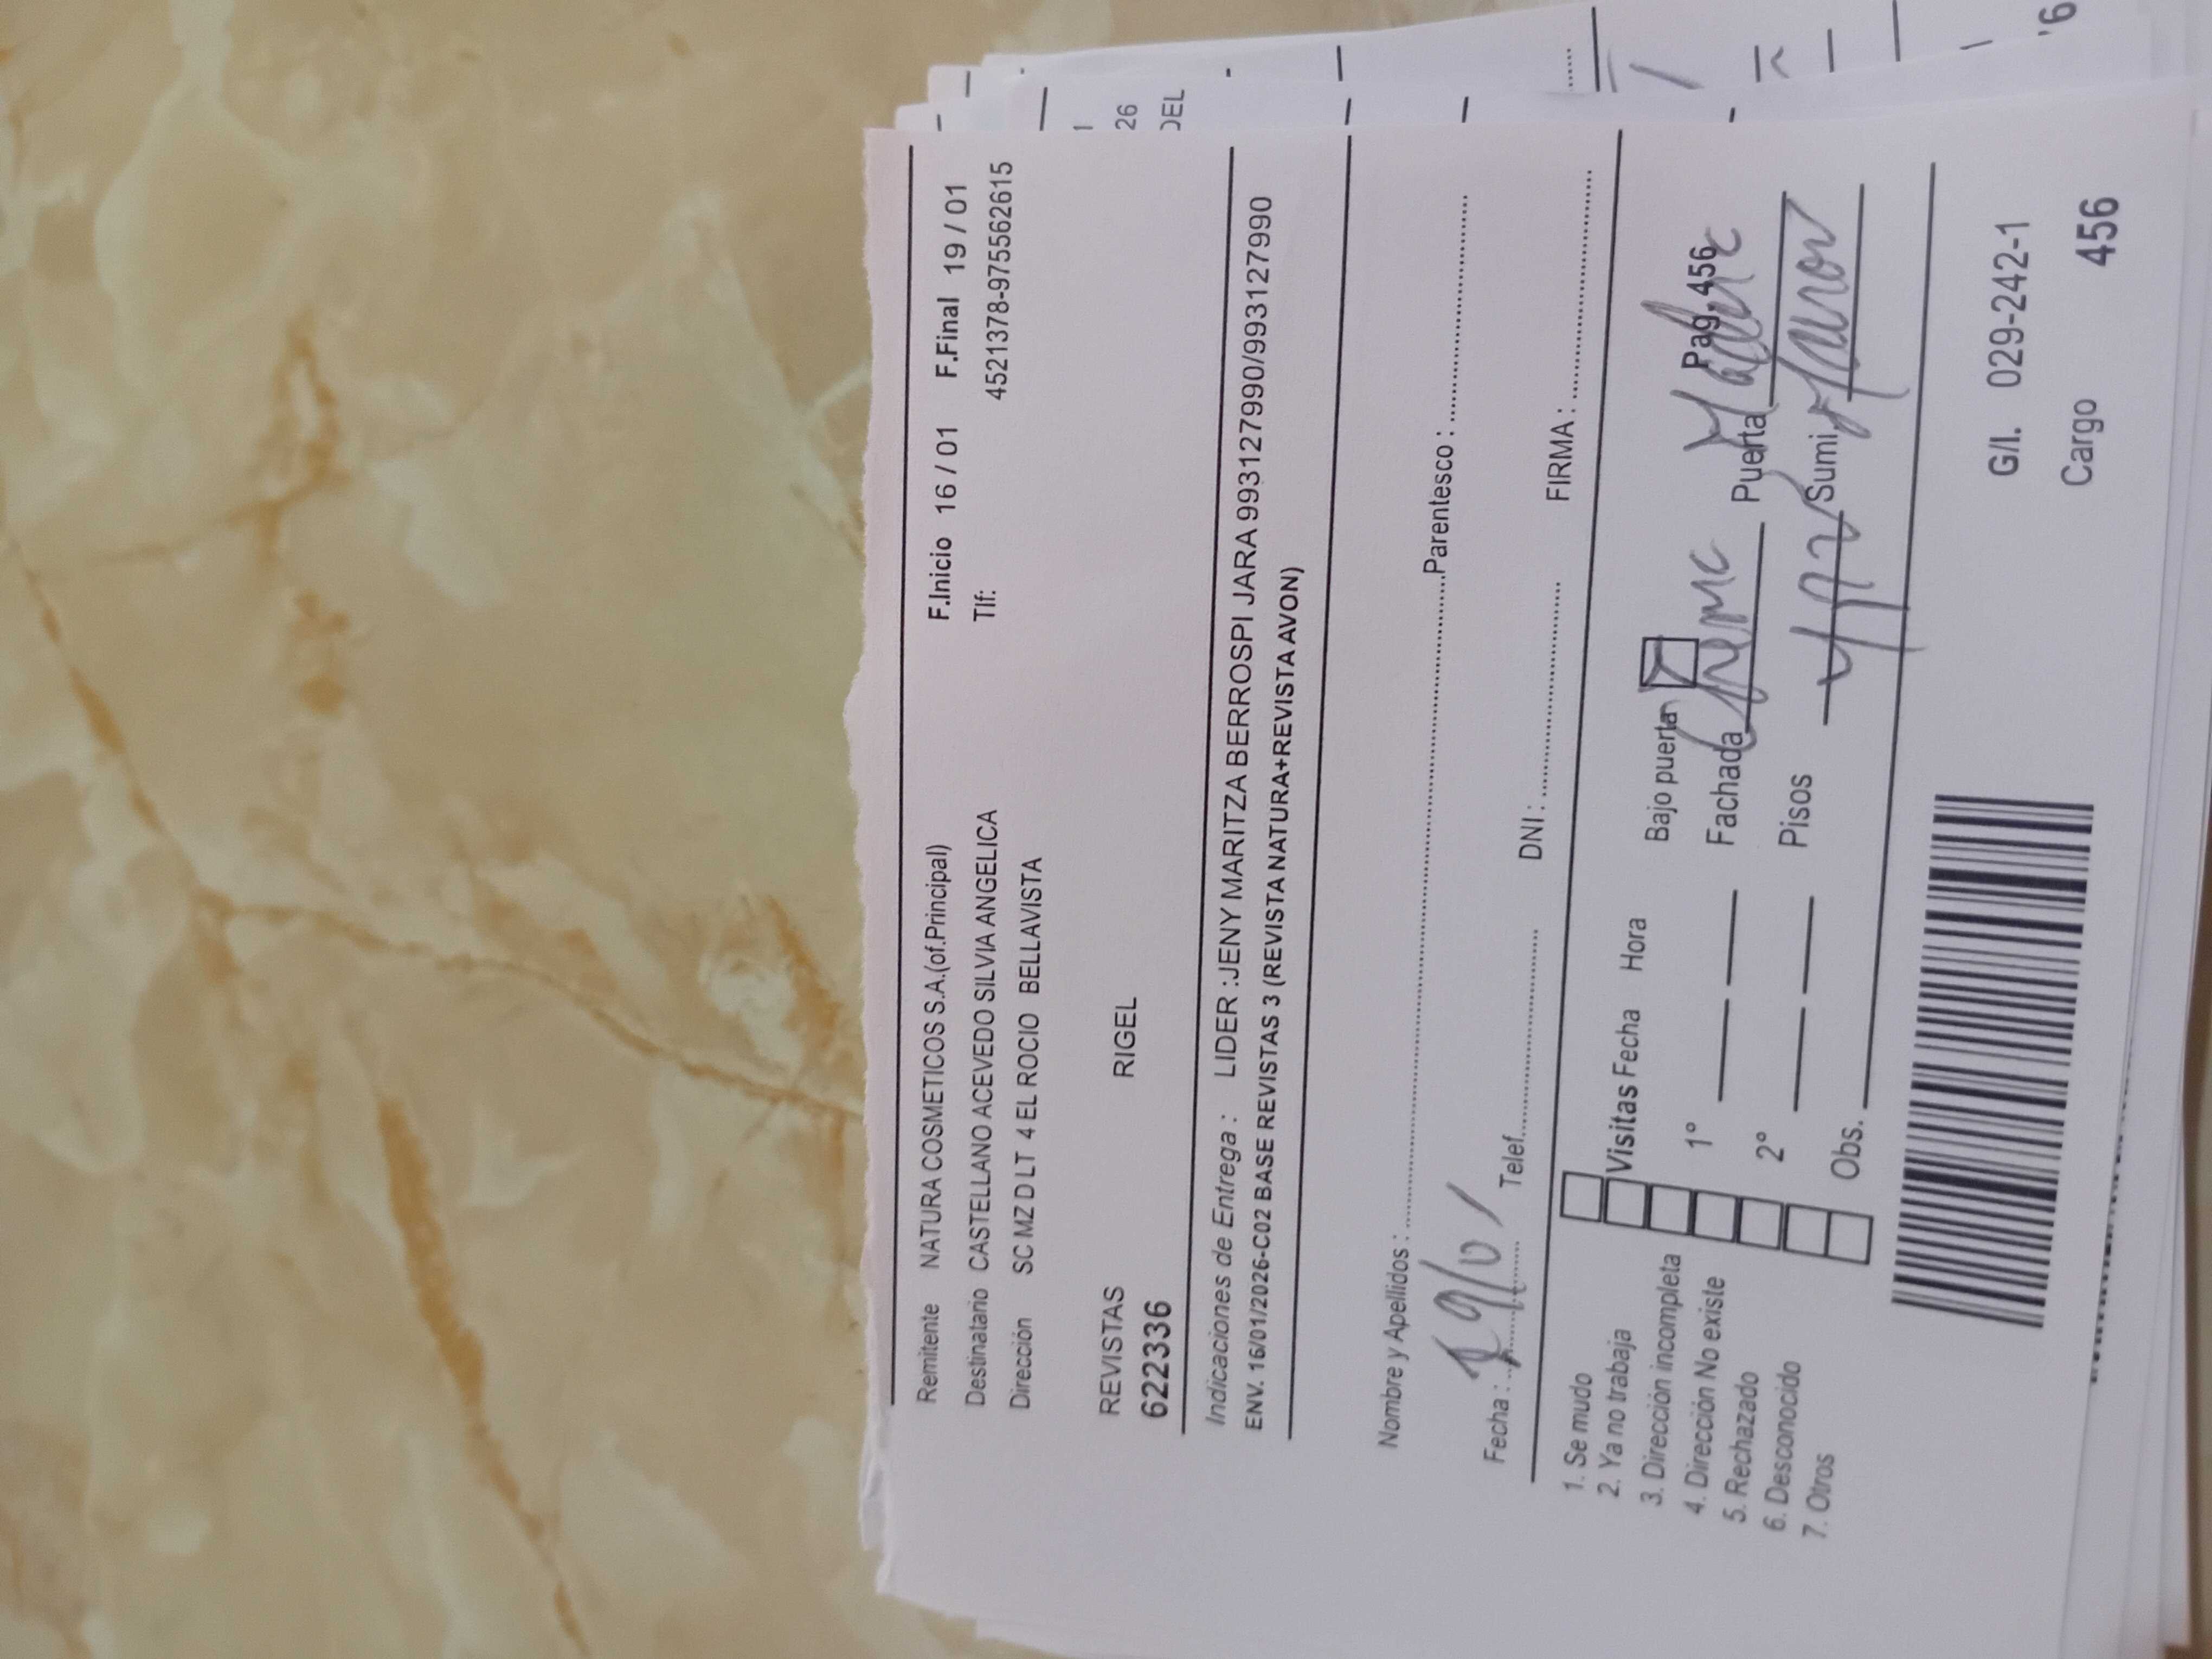 Remitente NATURA COSMETICOS S.A.(of.Principal) F.Inicio 16 / 01 F.Final 19 / 01
Destinatario CASTELLANO ACEVEDO SILVIA ANGELICA Tlf: 4521378-975562615
Dirección SC MZ D LT 4 EL ROCIO BELLAVISTA
REVISTAS RIGEL
622336
Indicaciones de Entrega : LIDER :JENY MARITZA BERROSPI JARA 993127990/993127990
ENV. 16/01/2026-C02 BASE REVISTAS 3 (REVISTA NATURA+REVISTA AVON)
Nombre y Apellidos : Parentesco :
Fecha : 19/01 Telef. DNI : FIRMA :
1. Se mudo
2. Ya no trabaja
3. Dirección incompleta
4. Dirección No existe
5. Rechazado
6. Desconocido
7. Otros
Visitas Fecha Hora
1°
2°
Obs.
Bajo puerta Pag. 456
Fachada Puerta
Pisos Sumi
G/I. 029-242-1
Cargo 456
1
26
DEL